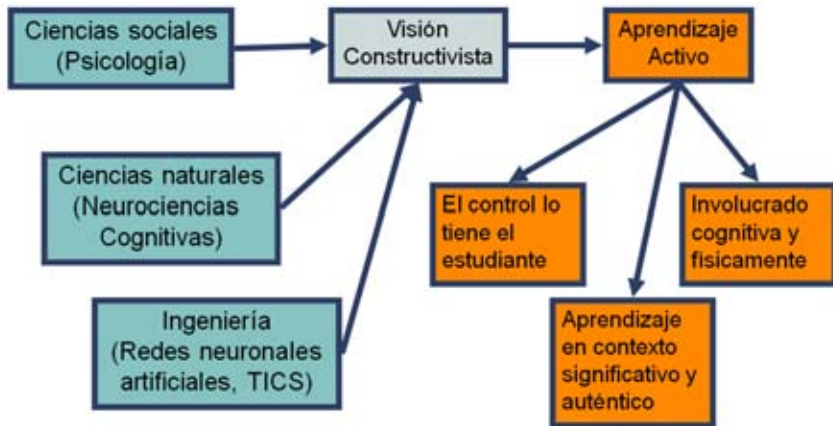 Ciencias sociales
(Psicología)
Visión
Constructivista
Aprendizaje
Activo
Ciencias naturales
(Neurociencias
Cognitivas)
El control lo
tiene el
estudiante
Involucrado
cognitiva y
fisicamente
Ingeniería
(Redes neuronales
artificiales, TICS)
Aprendizaje
en contexto
significativo y
auténtico